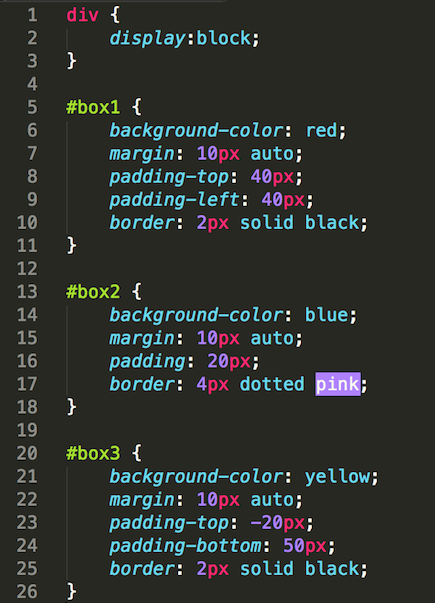 1 div {
2     display:block;
3 }
4
5 #box1 {
6     background-color: red;
7     margin: 10px auto;
8     padding-top: 40px;
9     padding-left: 40px;
10     border: 2px solid black;
11 }
12
13 #box2 {
14     background-color: blue;
15     margin: 10px auto;
16     padding: 20px;
17     border: 4px dotted pink;
18 }
19
20 #box3 {
21     background-color: yellow;
22     margin: 10px auto;
23     padding-top: -20px;
24     padding-bottom: 50px;
25     border: 2px solid black;
26 }